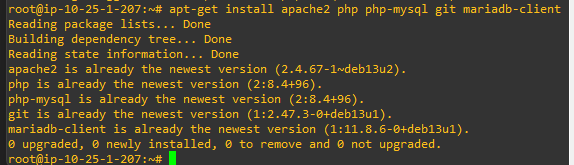 root@ip-10-25-1-207:~# apt-get install apache2 php php-mysql git mariadb-client
Reading package lists... Done
Building dependency tree... Done
Reading state information... Done
apache2 is already the newest version (2.4.67-1~deb13u2).
php is already the newest version (2:8.4+96).
php-mysql is already the newest version (2:8.4+96).
git is already the newest version (1:2.47.3-0+deb13u1).
mariadb-client is already the newest version (1:11.8.6-0+deb13u1).
0 upgraded, 0 newly installed, 0 to remove and 0 not upgraded.
root@ip-10-25-1-207:~#